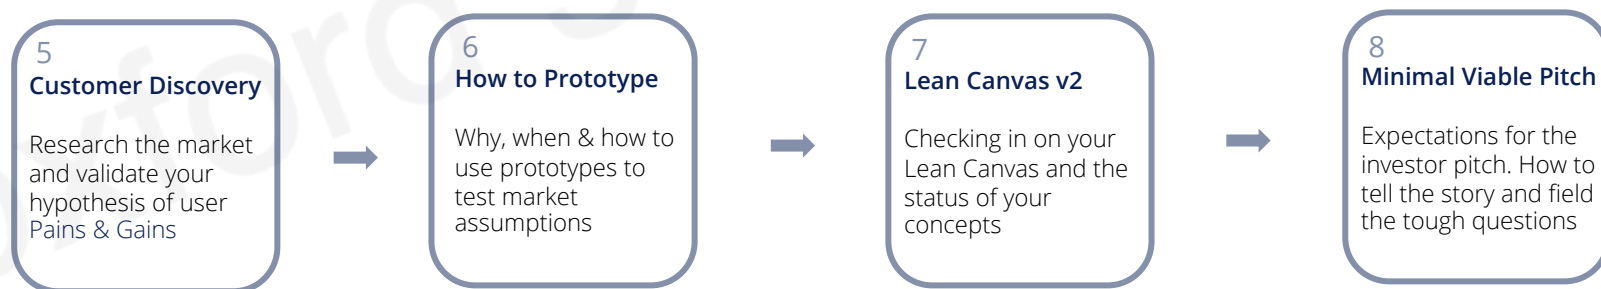 5
Customer Discovery
Research the market
and validate your
hypothesis of user
Pains & Gains
6
How to Prototype
Why, when & how to
use prototypes to
test market
assumptions
7
Lean Canvas v2
Checking in on your
Lean Canvas and the
status of your
concepts
8
Minimal Viable Pitch
Expectations for the
investor pitch. How to
tell the story and field
the tough questions